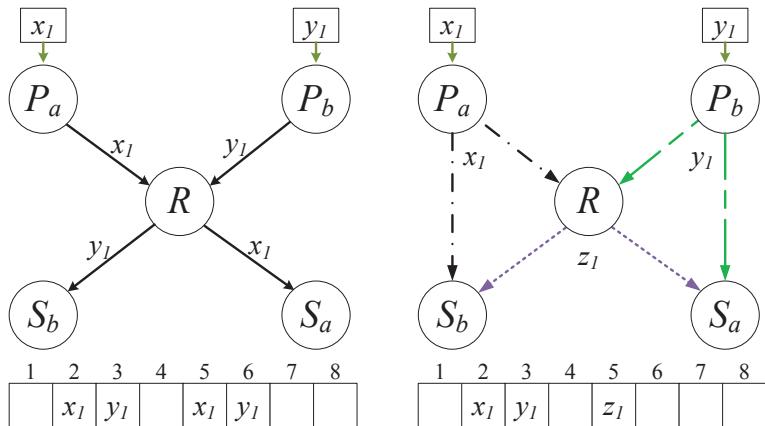 x1 y1 x1 y1
Pa Pb Pa Pb
x1 y1 x1 y1
R R
y1 x1 z1
Sb Sa Sb Sa
1 2 3 4 5 6 7 8 1 2 3 4 5 6 7 8
x1 y1 x1 y1 x1 y1 z1